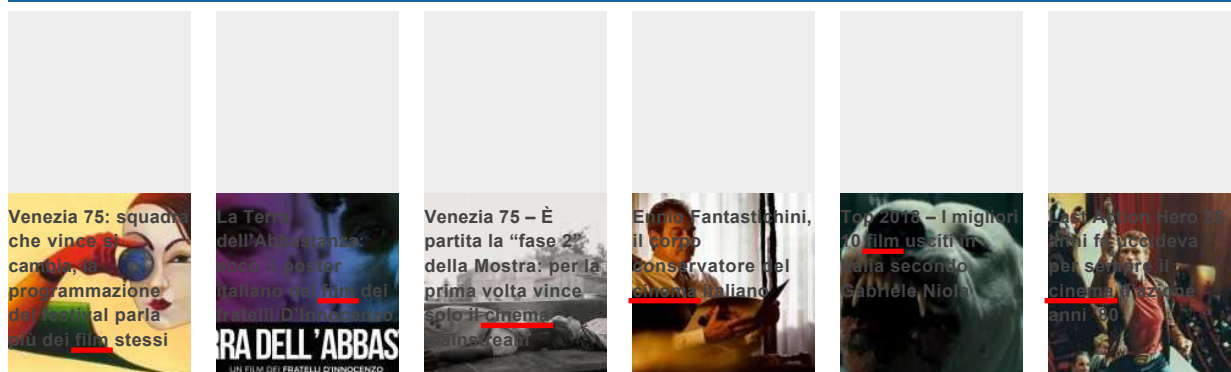 Venezia 75: squadra
che vince si
cambia, la
programmazione
del festival parla
più dei film stessi
La Terra
dell'Abbastanza:
ecco il poster
italiano del film dei
fratelli D'Innocenzo
RRA DELL'ABBAS
UN FILM DEI FRATELLI D'INNOCENZO
Venezia 75 – È
partita la “fase 2”
della Mostra: per la
prima volta vince
solo il cinema
mainstream
Ennio Fantastichini,
il corpo
conservatore del
cinema italiano
Top 2018 – I migliori
10 film usciti in
Italia secondo
Gabriele Niola
Last Action Hero 25
anni fa uccideva
per sempre il
cinema d'azione
anni '80